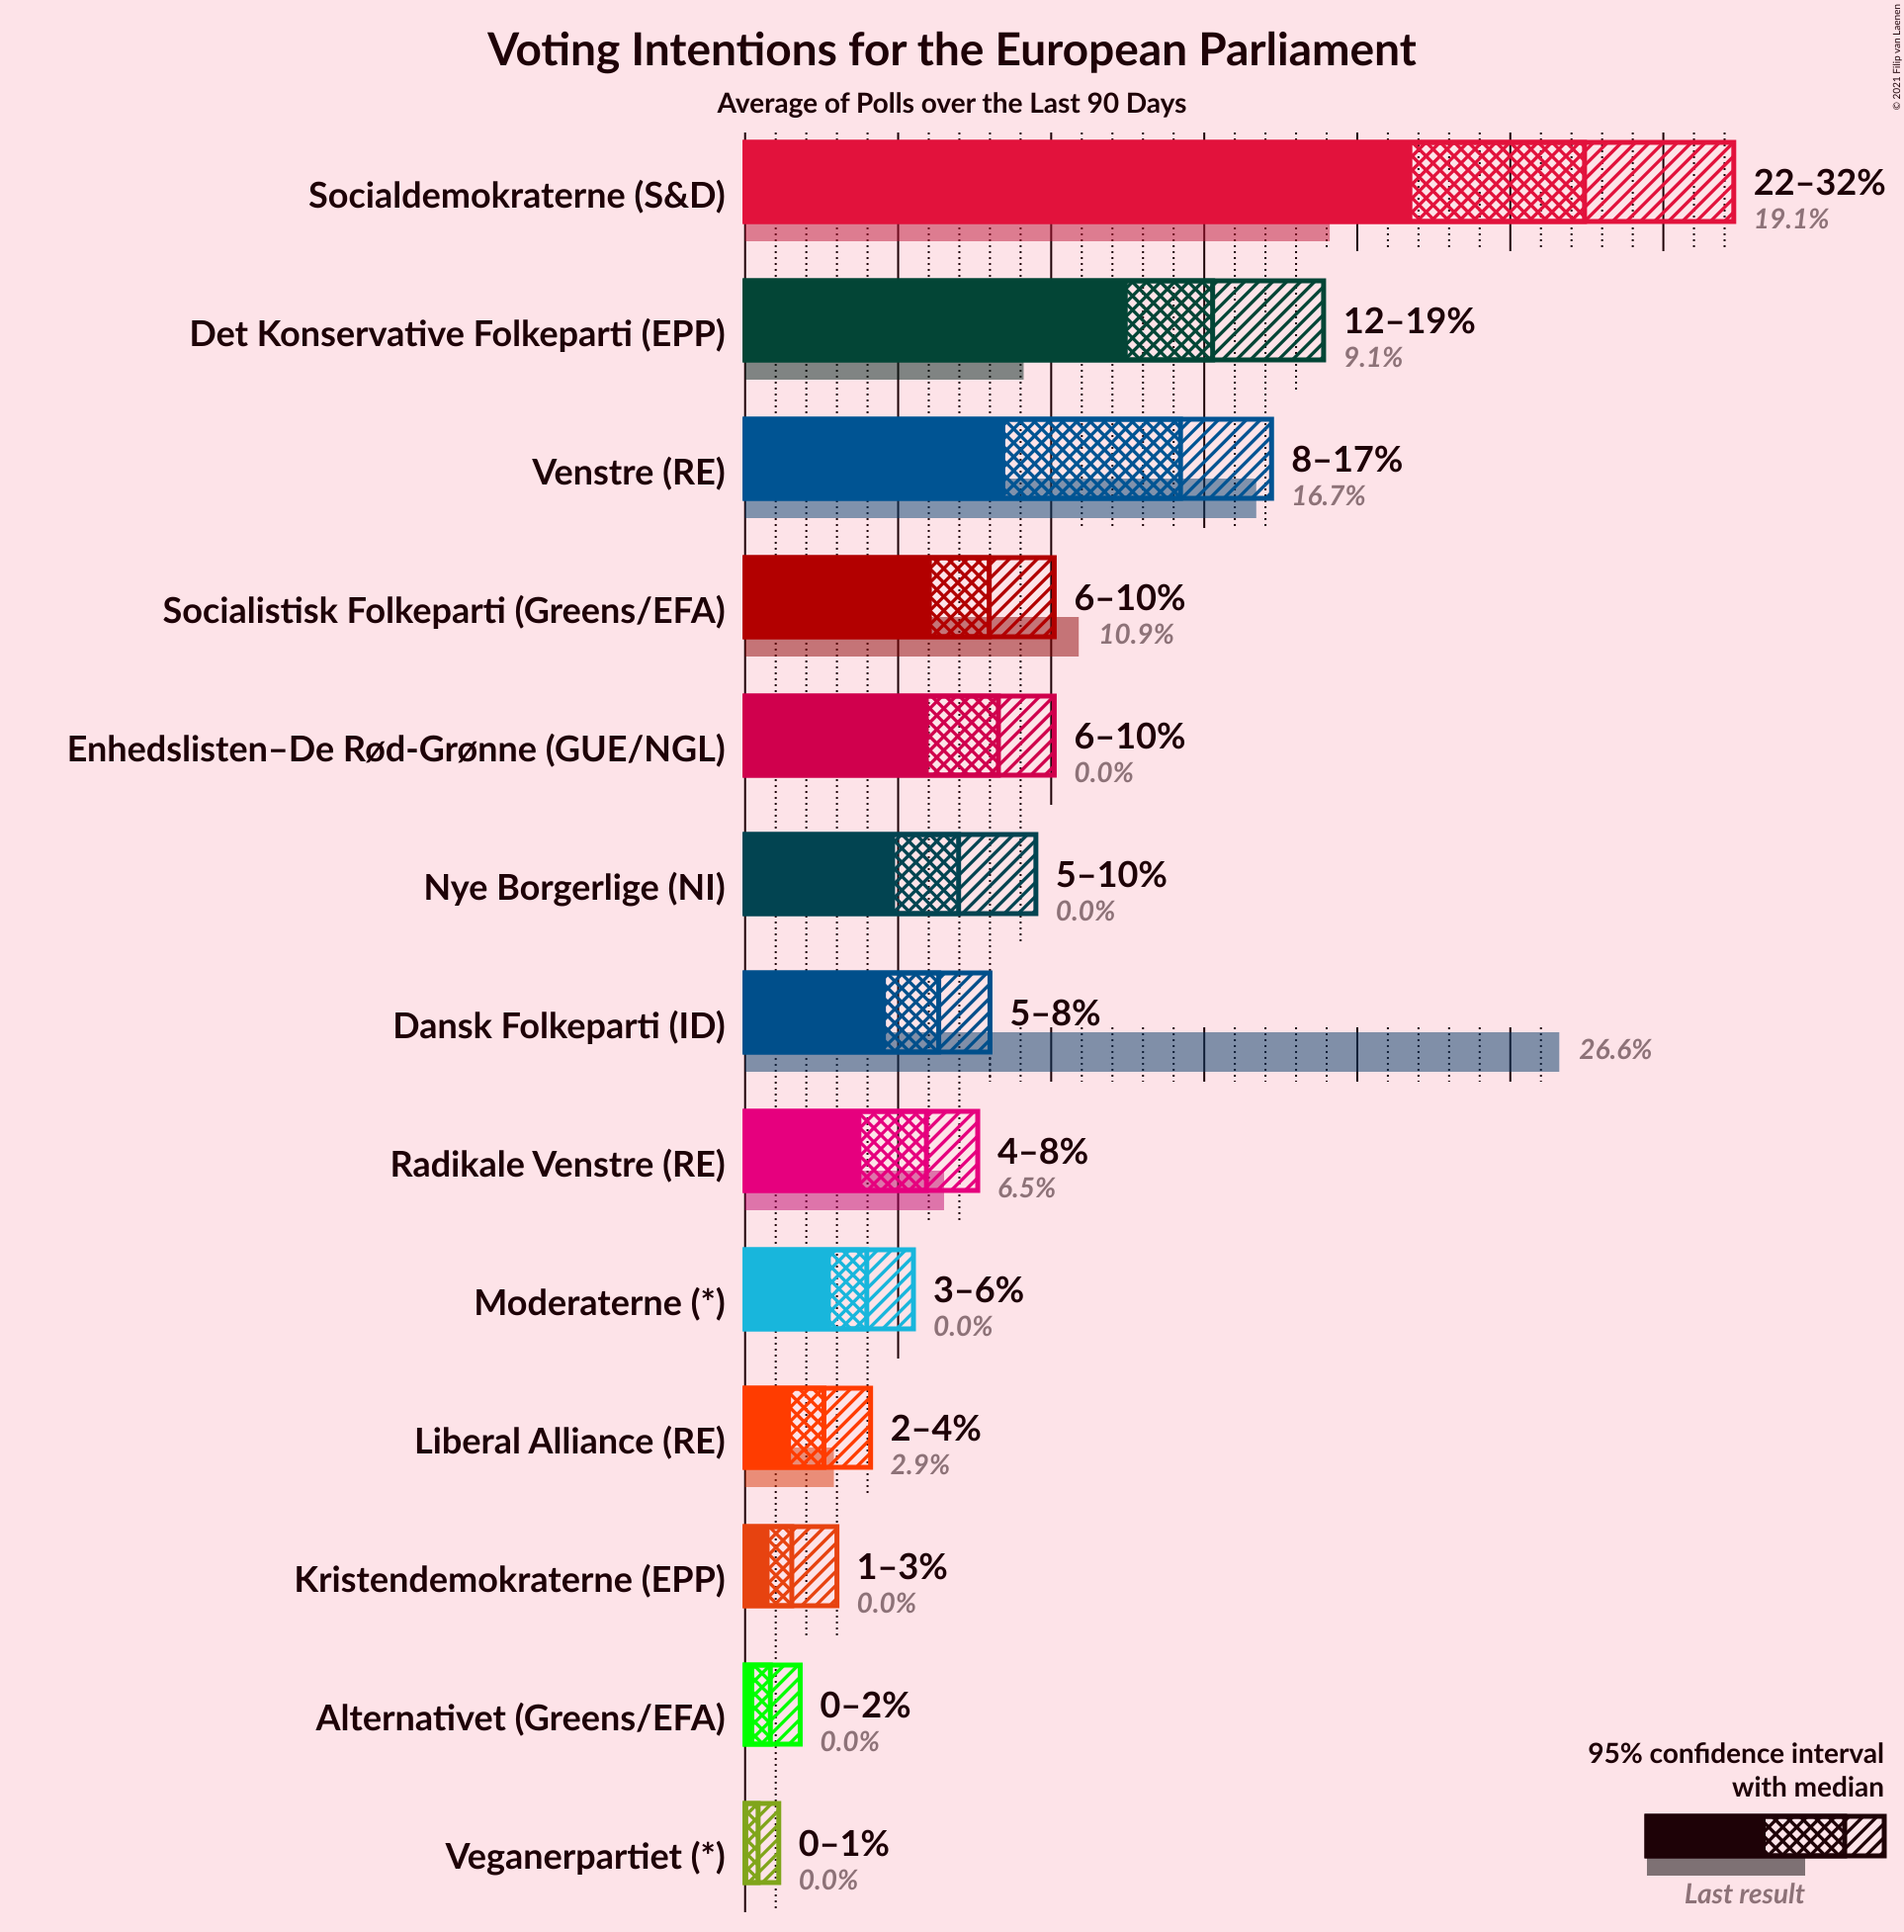 Voting Intentions for the European Parliament
Average of Polls over the Last 90 Days
© 2021 Filip van Laenen
Socialdemokraterne (S&D)
22–32%
19.1%
Det Konservative Folkeparti (EPP)
12–19%
9.1%
Venstre (RE)
8–17%
16.7%
Socialistisk Folkeparti (Greens/EFA)
6–10%
10.9%
Enhedslisten–De Rød-Grønne (GUE/NGL)
6–10%
0.0%
Nye Borgerlige (NI)
5–10%
0.0%
Dansk Folkeparti (ID)
5–8%
26.6%
Radikale Venstre (RE)
4–8%
6.5%
Moderaterne (*)
3–6%
0.0%
Liberal Alliance (RE)
2–4%
2.9%
Kristendemokraterne (EPP)
1–3%
0.0%
Alternativet (Greens/EFA)
0–2%
0.0%
Veganerpartiet (*)
0–1%
0.0%
95% confidence interval
with median
Last result